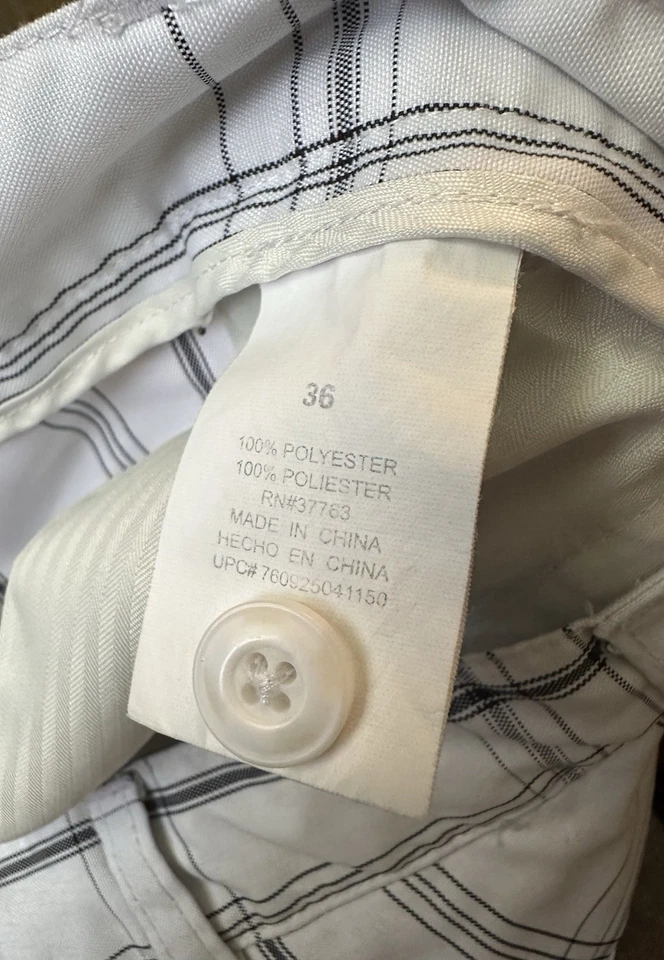 36
100% POLYESTER
100% POLIESTER
RN#37763
MADE IN CHINA
HECHO EN CHINA
UPC# 760925041150